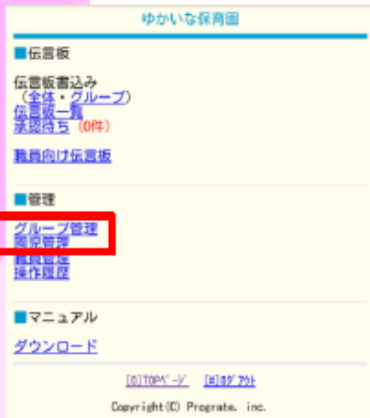 ゆかいな保育園
■伝言板
伝言板書込み
(全体・グループ)
伝言板一覧
承認待ち (0件)
職員向け伝言板
■管理
グループ管理
園児管理
職員管理
操作履歴
■マニュアル
ダウンロード
[0]TOPﾍﾟｰｼﾞ [#]ﾛｸﾞｱｳﾄ
Copyright(C) Prograte, inc.